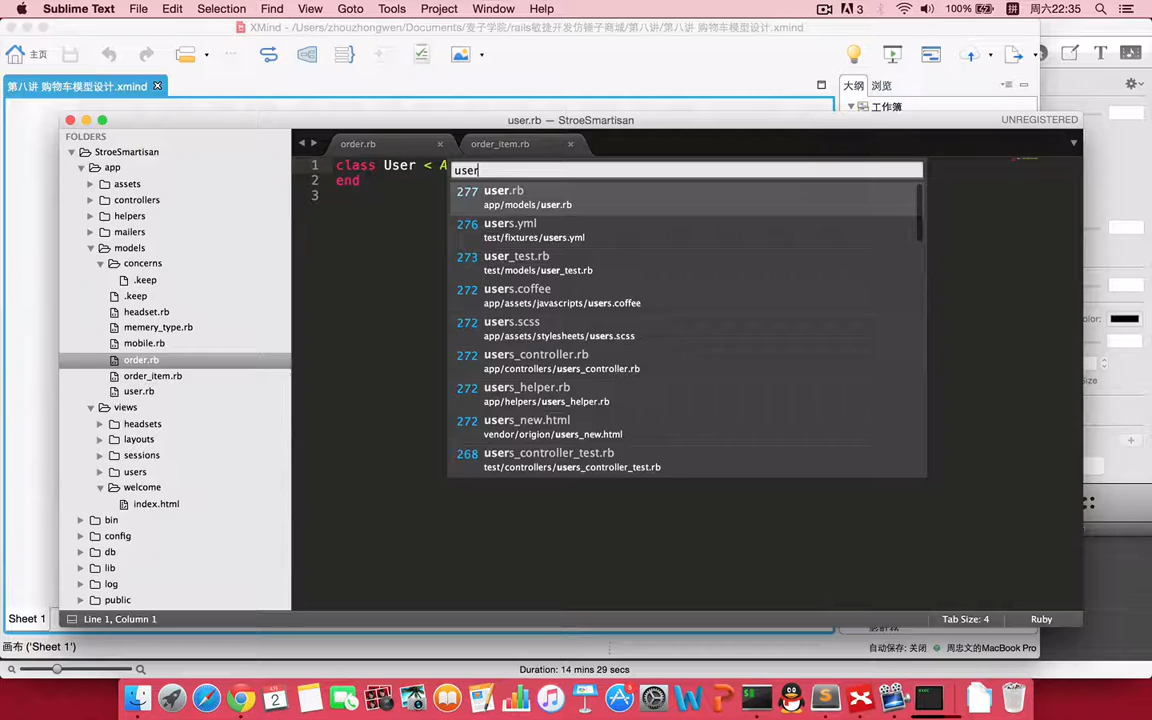 Sublime Text File Edit Selection Find View Goto Tools Project Window Help 3 100% 拼 周六22:35
XMind - /Users/zhouzhongwen/Documents/麦子学院/rails敏捷开发仿锤子商城/第八讲/第八讲 购物车模型设计.xmind
主页
第八讲 购物车模型设计.xmind
大纲 浏览
工作簿
user.rb — StroeSmartisan UNREGISTERED
FOLDERS
StroeSmartisan
app
assets
controllers
helpers
mailers
models
concerns
.keep
.keep
headset.rb
memery_type.rb
mobile.rb
order.rb
order_item.rb
user.rb
views
headsets
layouts
sessions
users
welcome
index.html
bin
config
db
lib
log
public
order.rb order_item.rb
1 class User < A
2 end
3
user
277 user.rb
app/models/user.rb
276 users.yml
test/fixtures/users.yml
273 user_test.rb
test/models/user_test.rb
272 users.coffee
app/assets/javascripts/users.coffee
272 users.scss
app/assets/stylesheets/users.scss
272 users_controller.rb
app/controllers/users_controller.rb
272 users_helper.rb
app/helpers/users_helper.rb
272 users_new.html
vendor/origion/users_new.html
268 users_controller_test.rb
test/controllers/users_controller_test.rb
Size
Line 1, Column 1 Tab Size: 4 Ruby
Sheet 1
画布 ('Sheet 1') 自动保存: 关闭 周忠文的MacBook Pro
Duration: 14 mins 29 secs